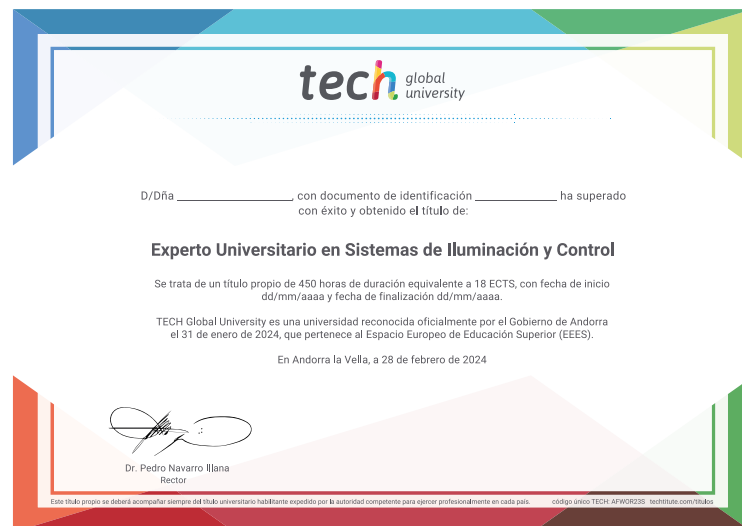 tech global university
D/Dña ____________________, con documento de identificación ______________ ha superado
con éxito y obtenido el título de:
Experto Universitario en Sistemas de Iluminación y Control
Se trata de un título propio de 450 horas de duración equivalente a 18 ECTS, con fecha de inicio
dd/mm/aaaa y fecha de finalización dd/mm/aaaa.
TECH Global University es una universidad reconocida oficialmente por el Gobierno de Andorra
el 31 de enero de 2024, que pertenece al Espacio Europeo de Educación Superior (EEES).
En Andorra la Vella, a 28 de febrero de 2024
Dr. Pedro Navarro Illana
Rector
Este título propio se deberá acompañar siempre del título universitario habilitante expedido por la autoridad competente para ejercer profesionalmente en cada país. código único TECH: AFWOR23S techtitute.com/titulos